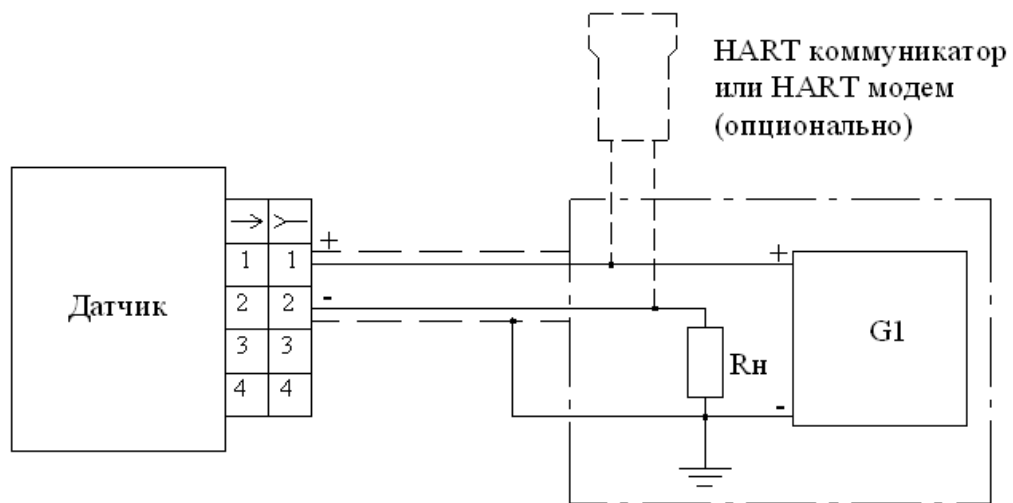 HART коммуникатор
или HART модем
(опционально)
Датчик
+
1 1
-
2 2
3 3
4 4
+
G1
Rн
-